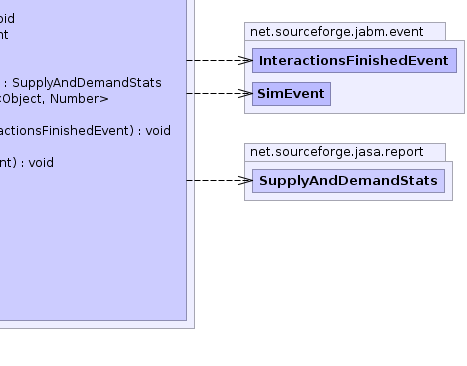 oid
nt
: SupplyAndDemandStats
<Object, Number>
actionsFinishedEvent) : void
nt) : void
net.sourceforge.jabm.event
InteractionsFinishedEvent
SimEvent
net.sourceforge.jasa.report
SupplyAndDemandStats